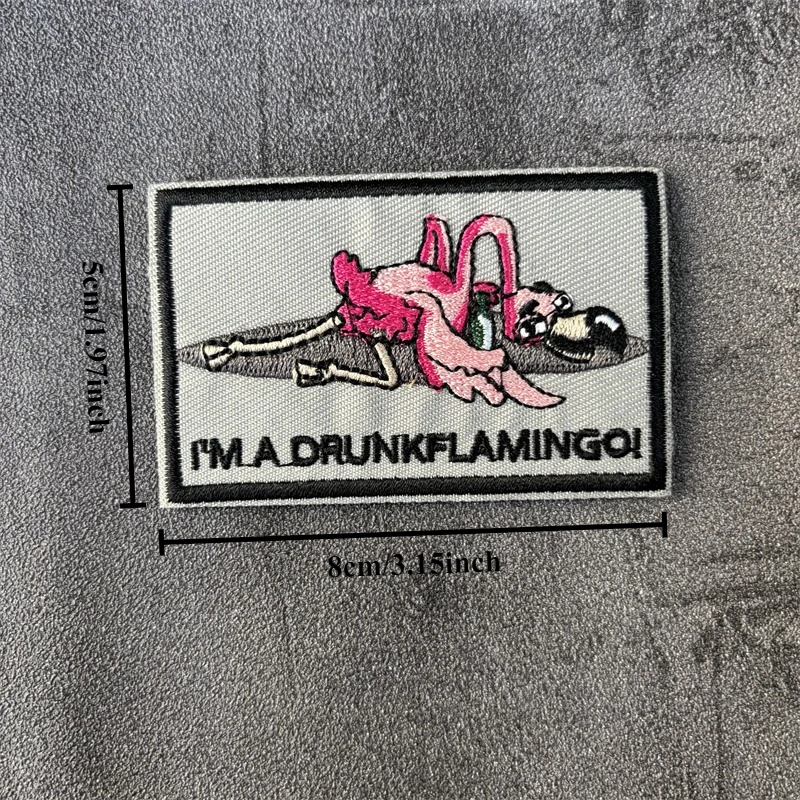 5cm/1.97inch
I'M A DRUNKFLAMINGO!
8cm/3.15inch